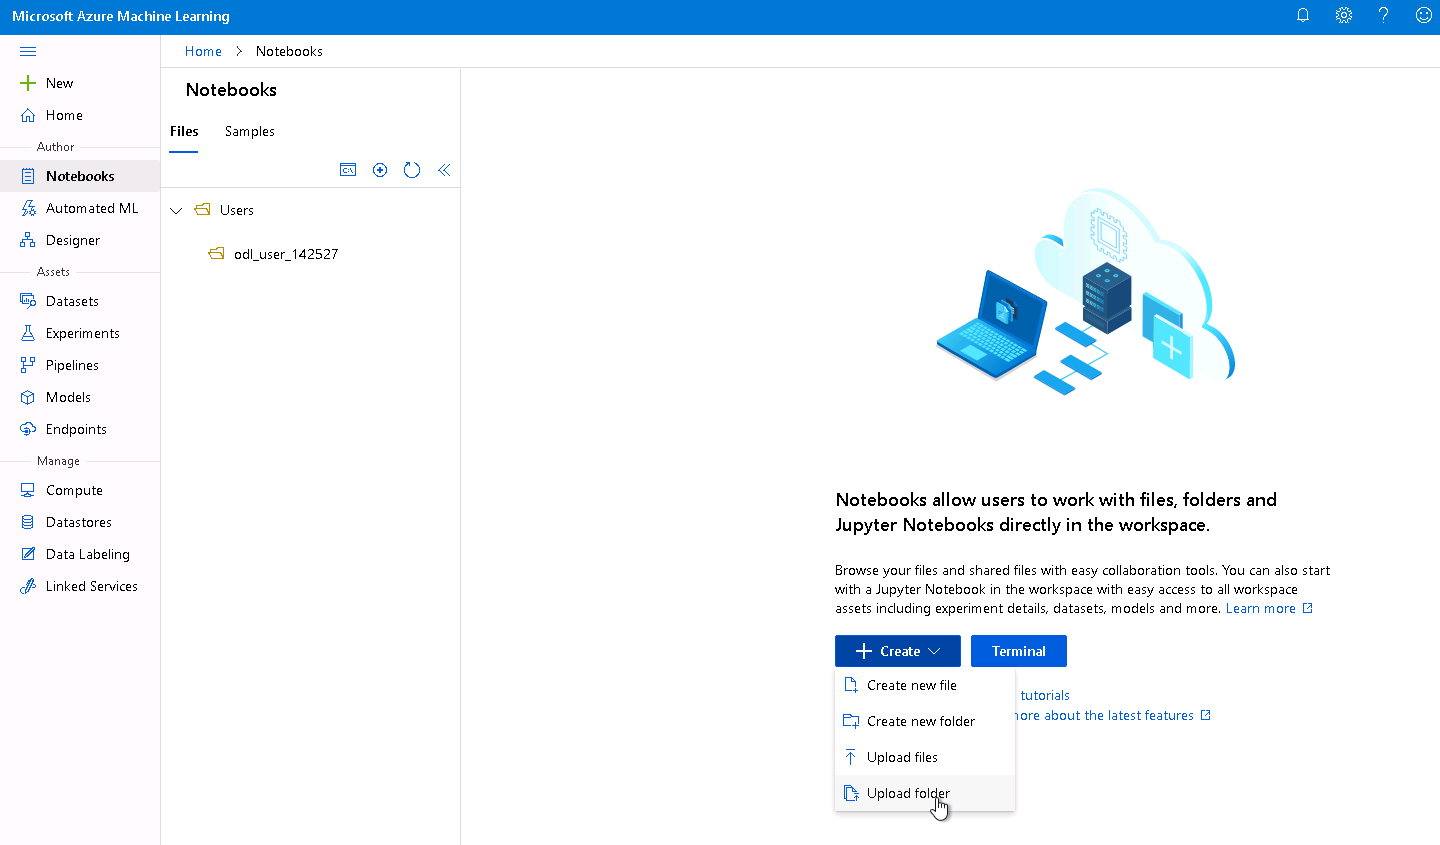 Microsoft Azure Machine Learning
Home > Notebooks
New
Home
Author
Notebooks
Automated ML
Designer
Assets
Datasets
Experiments
Pipelines
Models
Endpoints
Manage
Compute
Datastores
Data Labeling
Linked Services
Notebooks
Files Samples
Users
odl_user_142527
Notebooks allow users to work with files, folders and
Jupyter Notebooks directly in the workspace.
Browse your files and shared files with easy collaboration tools. You can also start
with a Jupyter Notebook in the workspace with easy access to all workspace
assets including experiment details, datasets, models and more. Learn more
Create Terminal
Create new file
tutorials
more about the latest features
Create new folder
Upload files
Upload folder